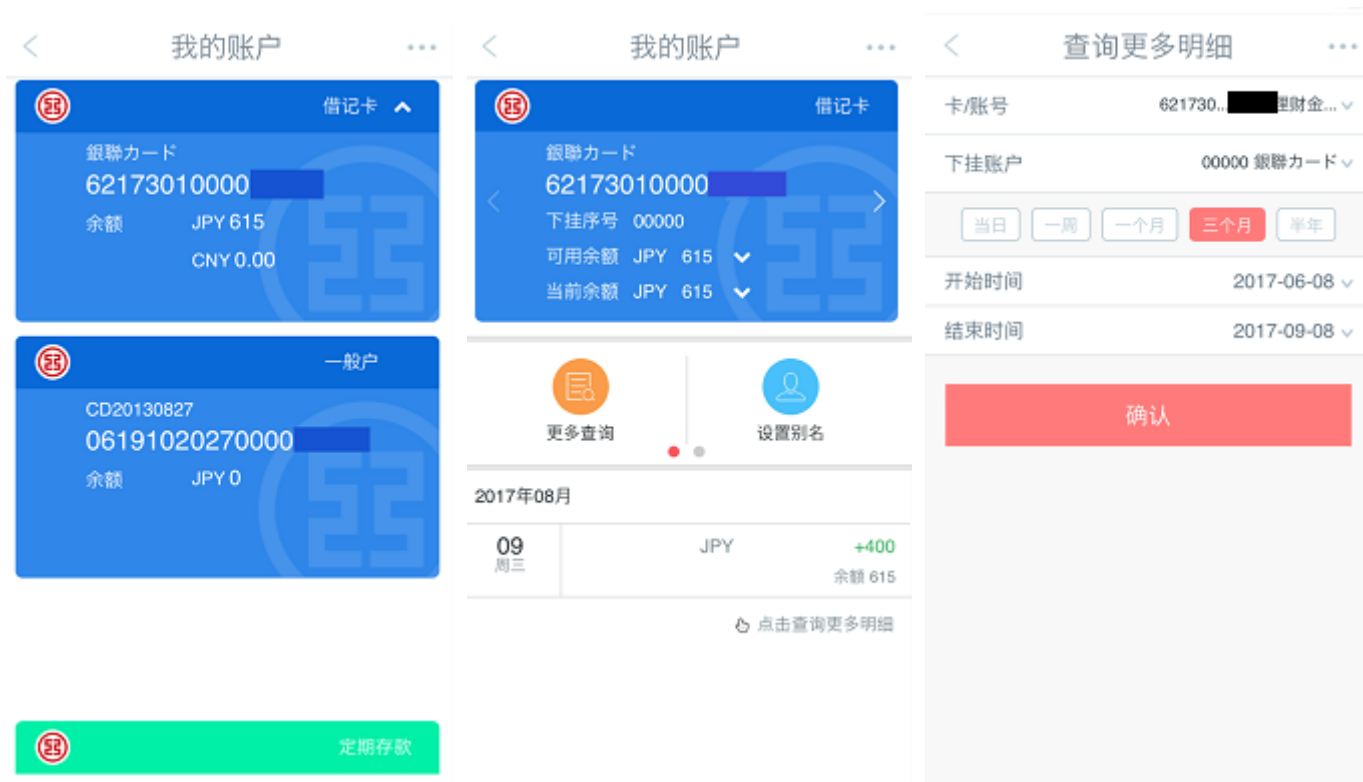 我的账户
借记卡
銀聯カード
62173010000
余额 JPY 615
CNY 0.00
一般户
CD20130827
06191020270000
余额 JPY 0
定期存款
我的账户
借记卡
銀聯カード
62173010000
下挂序号 00000
可用余额 JPY 615
当前余额 JPY 615
更多查询 设置别名
2017年08月
09 JPY +400
周三 余额 615
点击查询更多明细
查询更多明细
卡/账号 621730... 理财金...
下挂账户 00000 銀聯カード
当日 一周 一个月 三个月 半年
开始时间 2017-06-08
结束时间 2017-09-08
确认